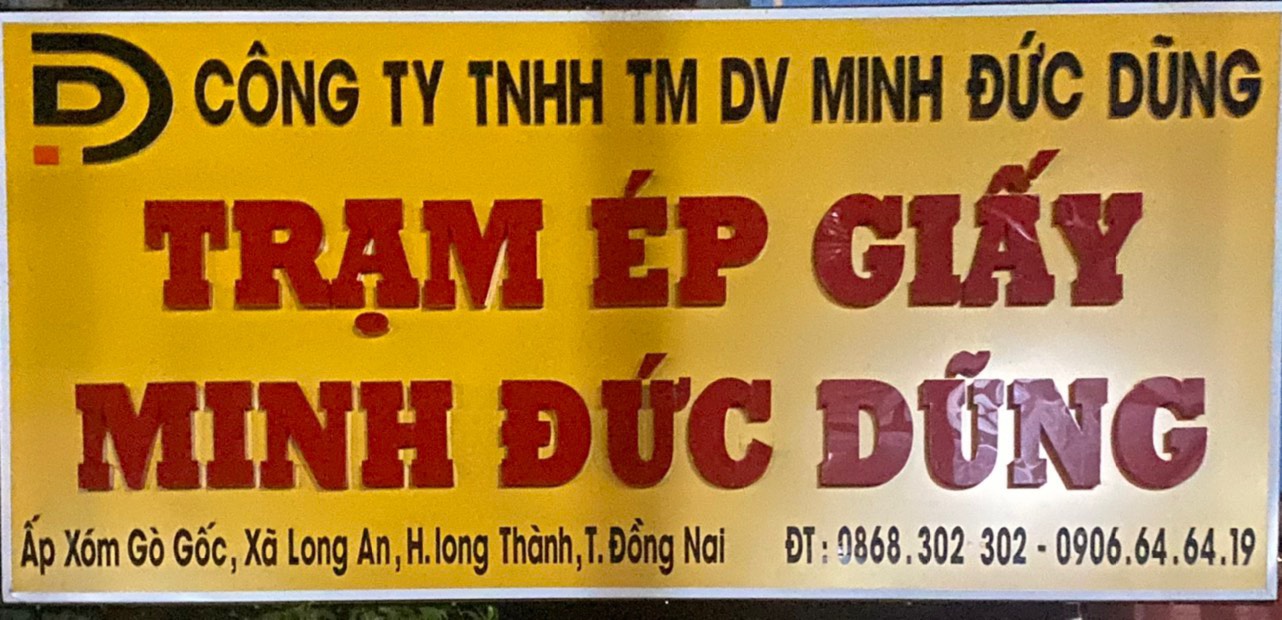 CÔNG TY TNHH TM DV MINH ĐỨC DŨNG
TRẠM ÉP GIẤY
MINH ĐỨC DŨNG
Ấp Xóm Gò Gốc, Xã Long An, H.long Thành, T. Đồng Nai ĐT : 0868.302 302 - 0906.64.64.19